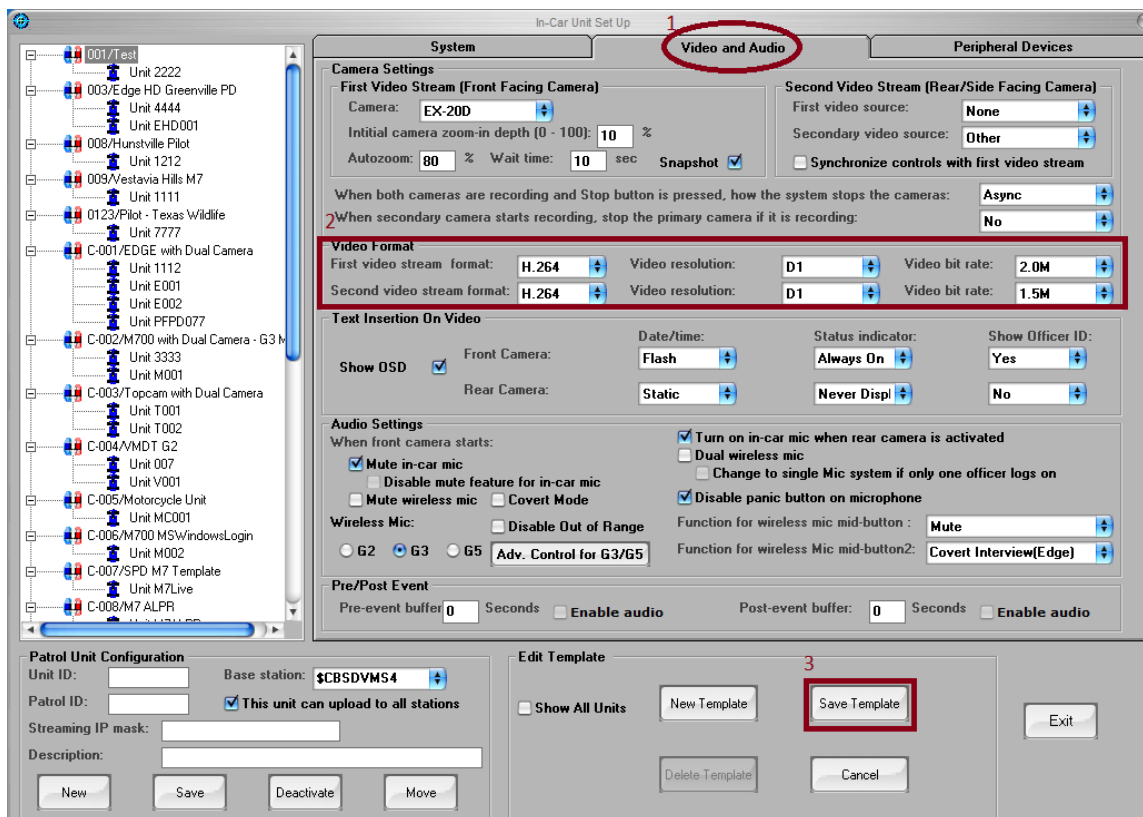 In-Car Unit Set Up
1
001/Test
Unit 2222
003/Edge HD Greenville PD
Unit 4444
Unit EHD001
008/Hunstville Pilot
Unit 1212
009/Vestavia Hills M7
Unit 1111
0123/Pilot - Texas Wildlife
Unit 7777
C-001/EDGE with Dual Camera
Unit 1112
Unit E001
Unit E002
Unit PFPD077
C-002/M700 with Dual Camera - G3 M
Unit 3333
Unit M001
C-003/Topcam with Dual Camera
Unit T001
Unit T002
C-004/VMDT G2
Unit 007
Unit V001
C-005/Motorcycle Unit
Unit MC001
C-006/M700 MSWindowsLogin
Unit M002
C-007/SPD M7 Template
Unit M7Live
C-008/M7 ALPR
System Video and Audio Peripheral Devices
Camera Settings
First Video Stream (Front Facing Camera)
Camera: EX-20D
Intitial camera zoom-in depth (0 - 100): 10 %
Autozoom: 80 % Wait time: 10 sec Snapshot
Second Video Stream (Rear/Side Facing Camera)
First video source: None
Secondary video source: Other
Synchronize controls with first video stream
When both cameras are recording and Stop button is pressed, how the system stops the cameras: Async
When secondary camera starts recording, stop the primary camera if it is recording: No
2
Video Format
First video stream format: H.264 Video resolution: D1 Video bit rate: 2.0M
Second video stream format: H.264 Video resolution: D1 Video bit rate: 1.5M
Text Insertion On Video
Date/time: Status indicator: Show Officer ID:
Show OSD
Front Camera: Flash Always On Yes
Rear Camera: Static Never Displ No
Audio Settings
When front camera starts:
Mute in-car mic
Disable mute feature for in-car mic
Mute wireless mic Covert Mode
Wireless Mic: Disable Out of Range
G2 G3 G5 Adv. Control for G3/G5
Turn on in-car mic when rear camera is activated
Dual wireless mic
Change to single Mic system if only one officer logs on
Disable panic button on microphone
Function for wireless mic mid-button : Mute
Function for wireless Mic mid-button2: Covert Interview(Edge)
Pre/Post Event
Pre-event buffer 0 Seconds Enable audio Post-event buffer: 0 Seconds Enable audio
Patrol Unit Configuration
Unit ID: Base station: $CBSDVMS4
Patrol ID: This unit can upload to all stations
Streaming IP mask:
Description:
New Save Deactivate Move
Edit Template
3
Show All Units New Template Save Template
Delete Template Cancel
Exit